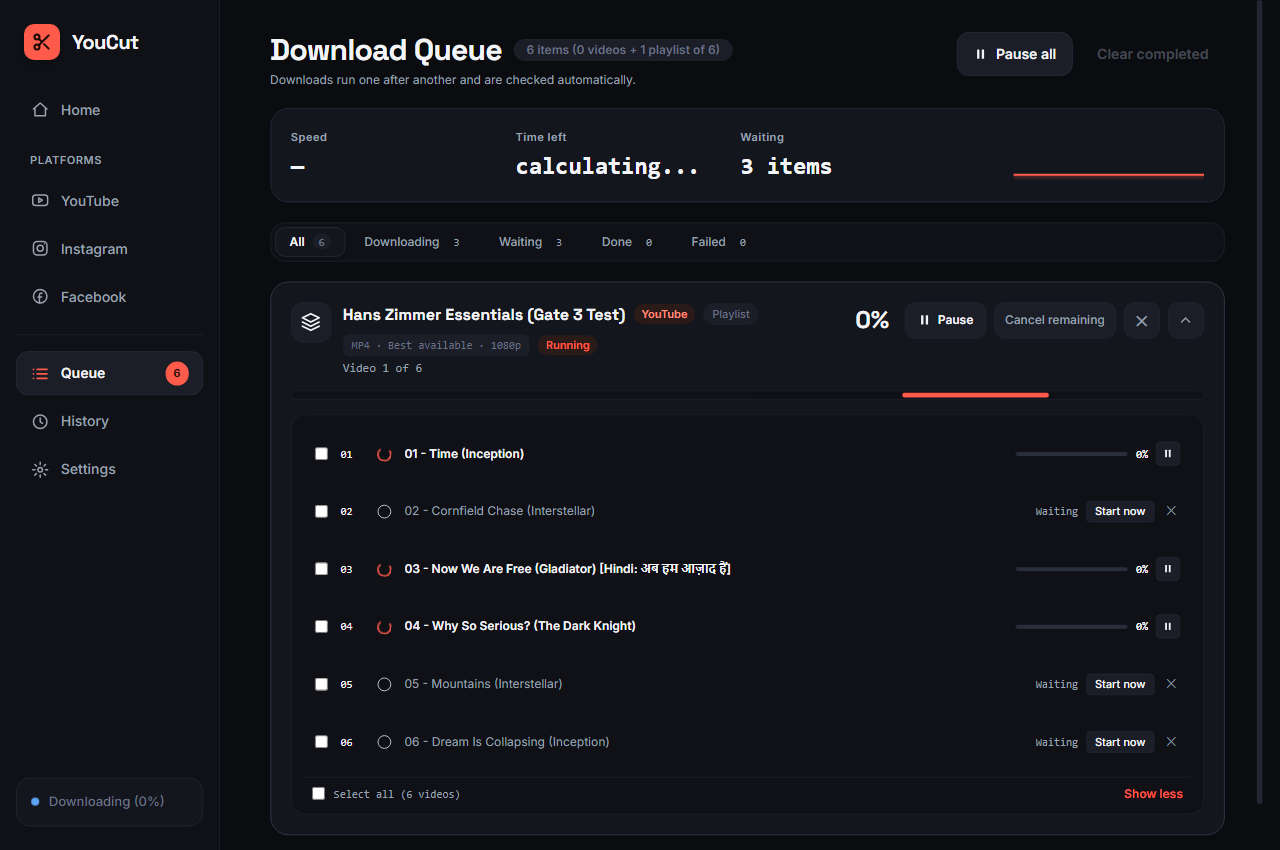 YouCut
Home
PLATFORMS
YouTube
Instagram
Facebook
Queue 6
History
Settings
Downloading (0%)
Download Queue 6 items (0 videos + 1 playlist of 6)
Downloads run one after another and are checked automatically.
Pause all Clear completed
Speed Time left Waiting
— calculating... 3 items
All 6 Downloading 3 Waiting 3 Done 0 Failed 0
Hans Zimmer Essentials (Gate 3 Test) YouTube Playlist
MP4 · Best available · 1080p Running
Video 1 of 6
0% Pause Cancel remaining
01 01 - Time (Inception) 0%
02 02 - Cornfield Chase (Interstellar) Waiting Start now
03 03 - Now We Are Free (Gladiator) [Hindi: अब हम आज़ाद हैं] 0%
04 04 - Why So Serious? (The Dark Knight) 0%
05 05 - Mountains (Interstellar) Waiting Start now
06 06 - Dream Is Collapsing (Inception) Waiting Start now
Select all (6 videos) Show less